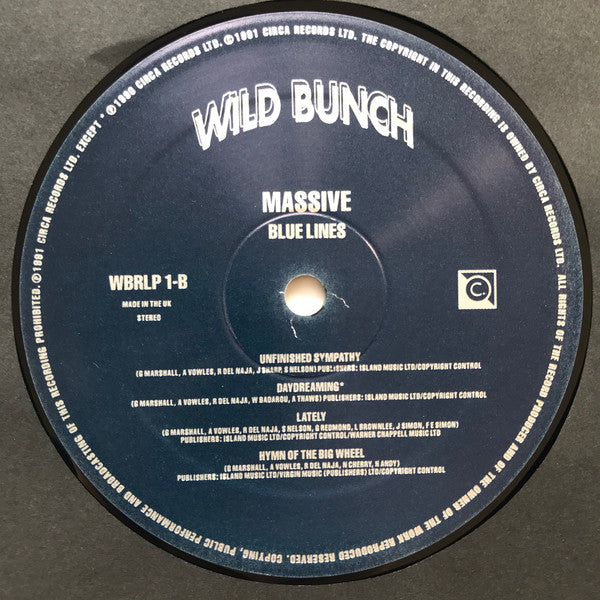 WILD BUNCH
MASSIVE
BLUE LINES
WBRLP 1-B
MADE IN THE UK
STEREO
C.
UNFINISHED SYMPATHY
(G MARSHALL, A VOWLES, R DEL NAJA, J SHARP, S NELSON) PUBLISHERS: ISLAND MUSIC LTD/COPYRIGHT CONTROL
DAYDREAMING*
(G MARSHALL, A VOWLES, R DEL NAJA, W BADAROU, A THAWS) PUBLISHERS: ISLAND MUSIC LTD/COPYRIGHT CONTROL
LATELY
(G MARSHALL, A VOWLES, R DEL NAJA, S NELSON, G REDMOND, L BROWNLEE, J SIMON, F E SIMON)
PUBLISHERS: ISLAND MUSIC LTD/COPYRIGHT CONTROL/WARNER CHAPPELL MUSIC LTD
HYMN OF THE BIG WHEEL
(G MARSHALL, A VOWLES, R DEL NAJA, N CHERRY, H ANDY)
PUBLISHERS: ISLAND MUSIC LTD/VIRGIN MUSIC (PUBLISHERS) LTD/COPYRIGHT CONTROL
℗1991 CIRCA RECORDS LTD. EXCEPT * ℗1990 CIRCA RECORDS LTD. ©1991 CIRCA RECORDS LTD. THE COPYRIGHT IN THIS RECORDING IS OWNED BY CIRCA RECORDS LTD. ALL RIGHTS OF THE RECORD PRODUCER AND OF THE OWNER OF THE WORK REPRODUCED RESERVED. COPYING, PUBLIC PERFORMANCE AND BROADCASTING OF THIS RECORDING PROHIBITED.